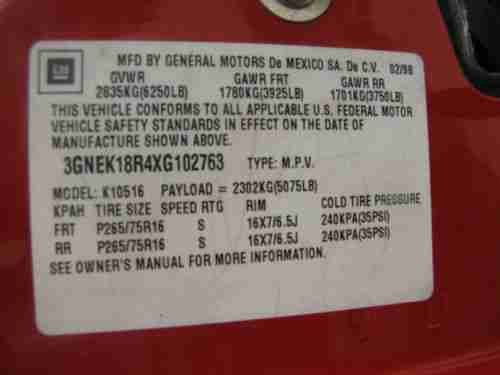 GM
MFD BY GENERAL MOTORS De MEXICO SA. De C.V. 02/98
GVWR GAWR FRT GAWR RR
2835KG(6250LB) 1780KG(3925LB) 1701KG(3750LB)
THIS VEHICLE CONFORMS TO ALL APPLICABLE U.S. FEDERAL MOTOR
VEHICLE SAFETY STANDARDS IN EFFECT ON THE DATE OF
MANUFACTURE SHOWN ABOVE.
3GNEK18R4XG102763 TYPE: M.P.V.
MODEL: K10516 PAYLOAD = 2302KG(5075LB)
KPAH TIRE SIZE SPEED RTG RIM COLD TIRE PRESSURE
FRT P265/75R16 S 16X7/6.5J 240KPA(35PSI)
RR P265/75R16 S 16X7/6.5J 240KPA(35PSI)
SEE OWNER'S MANUAL FOR MORE INFORMATION.